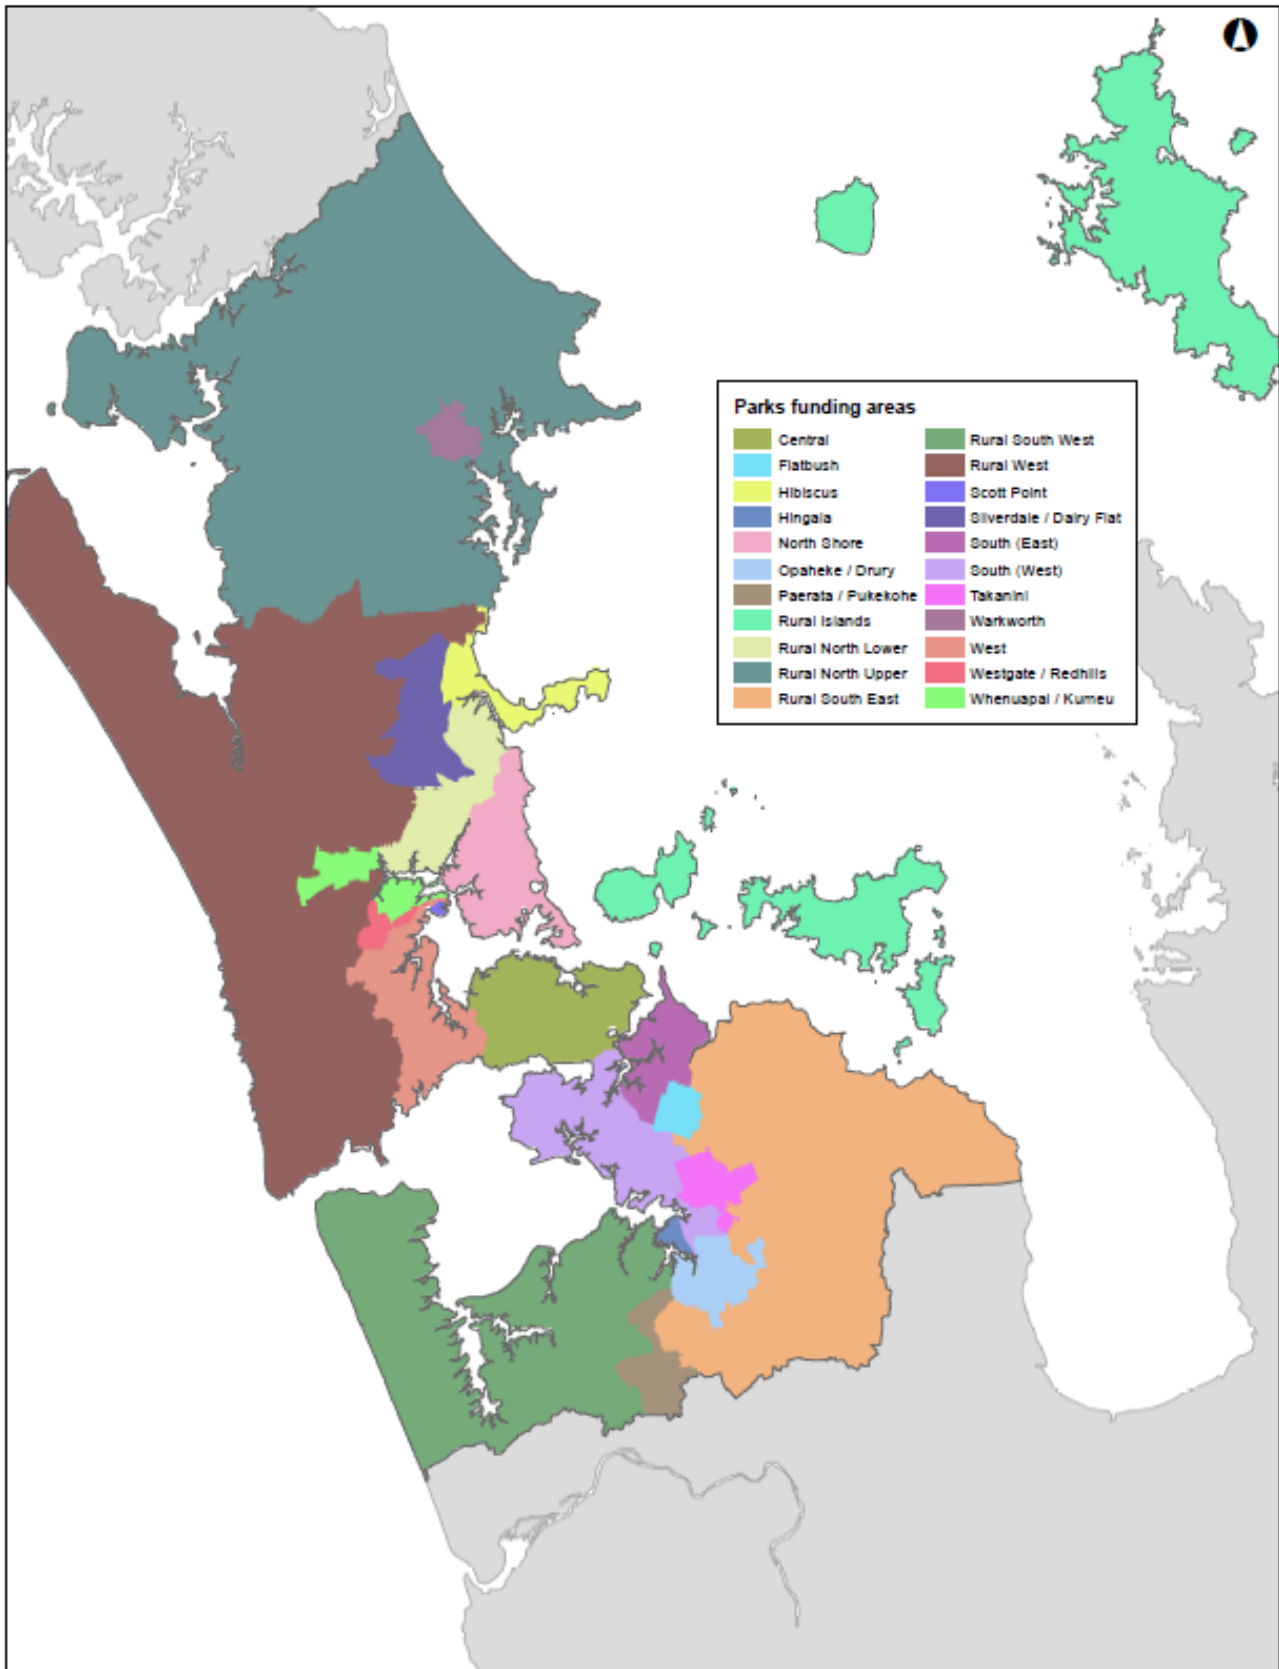 Parks funding areas
Central
Flatbush
Hibiscus
Hingaia
North Shore
Opaheke / Drury
Paerata / Pukekohe
Rural Islands
Rural North Lower
Rural North Upper
Rural South East
Rural South West
Rural West
Scott Point
Silverdale / Dairy Flat
South (East)
South (West)
Takanini
Warkworth
West
Westgate / Redhills
Whenuapai / Kumeu